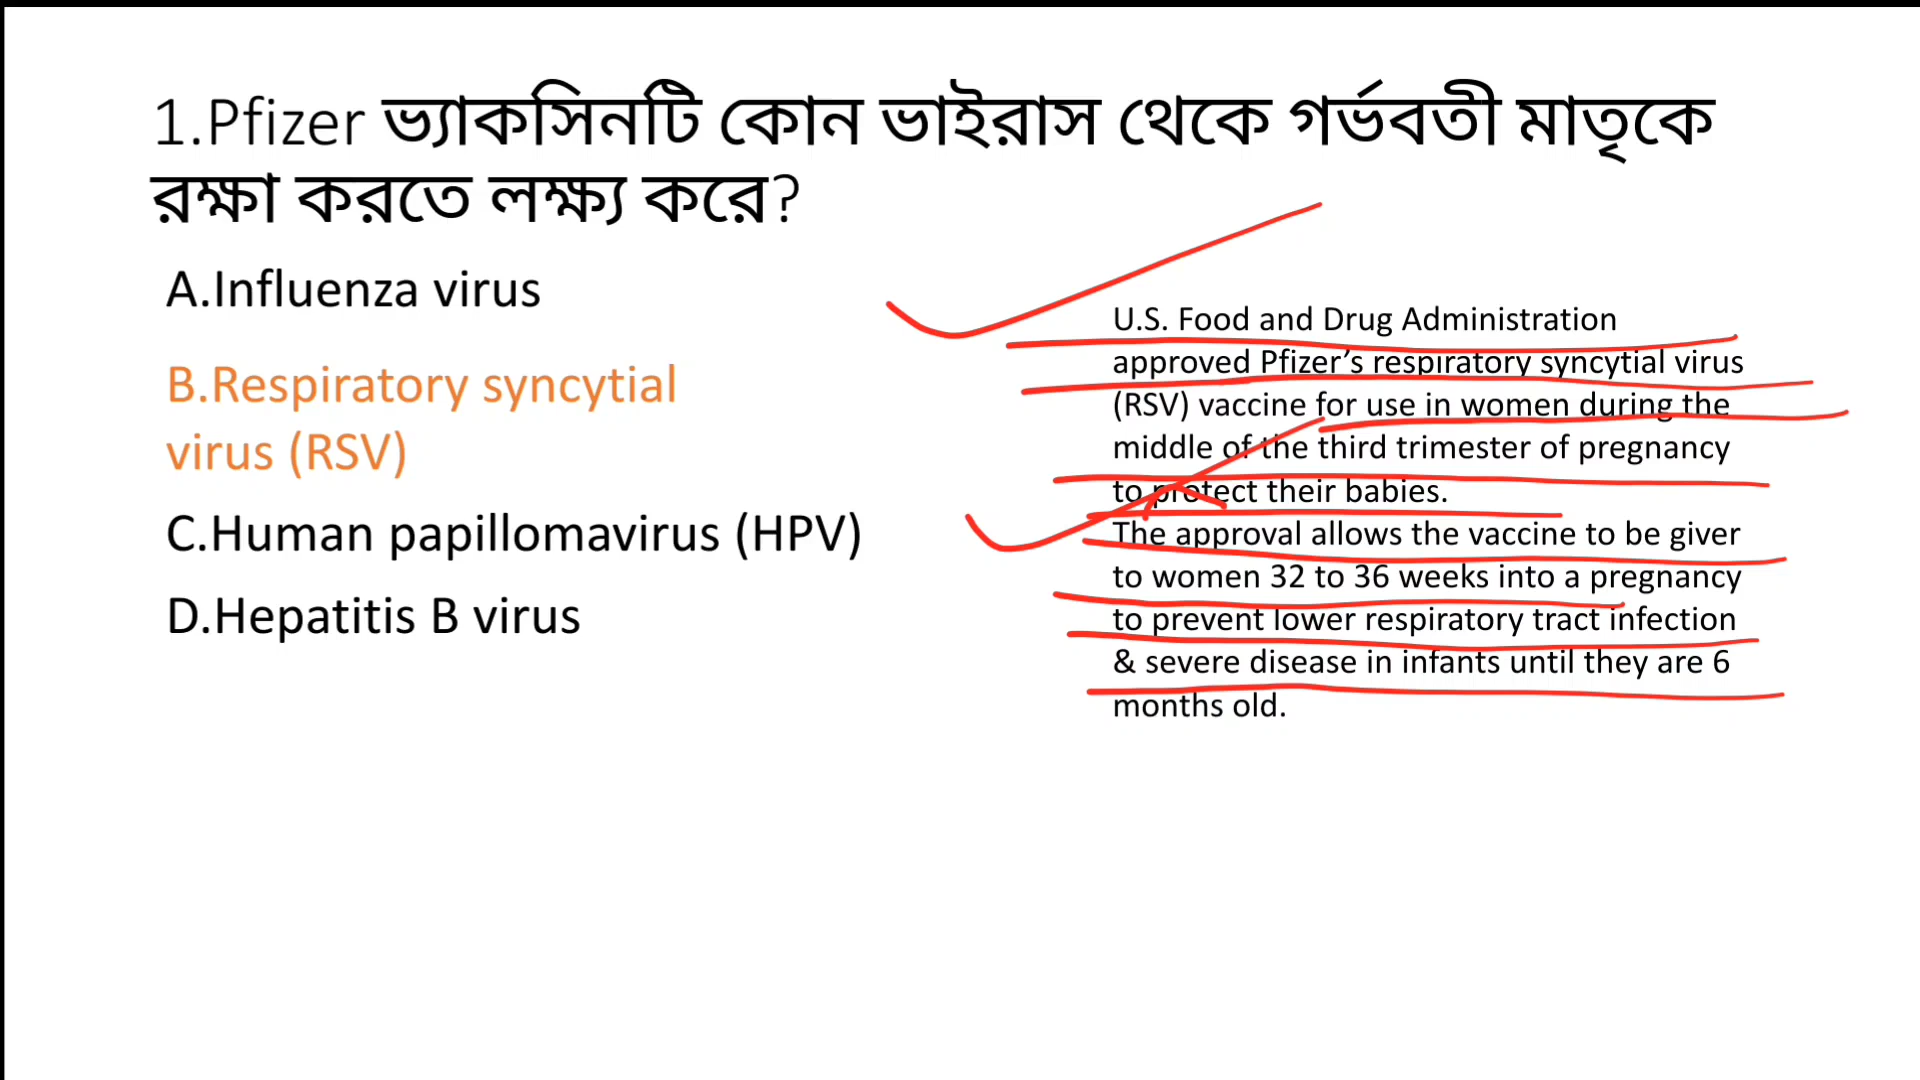 1.Pfizer ভ্যাকসিনটি কোন ভাইরাস থেকে গর্ভবতী মাতৃকে
রক্ষা করতে লক্ষ্য করে?
A.Influenza virus
B.Respiratory syncytial
virus (RSV)
C.Human papillomavirus (HPV)
D.Hepatitis B virus
U.S. Food and Drug Administration
approved Pfizer’s respiratory syncytial virus
(RSV) vaccine for use in women during the
middle of the third trimester of pregnancy
to protect their babies.
The approval allows the vaccine to be giver
to women 32 to 36 weeks into a pregnancy
to prevent lower respiratory tract infection
& severe disease in infants until they are 6
months old.